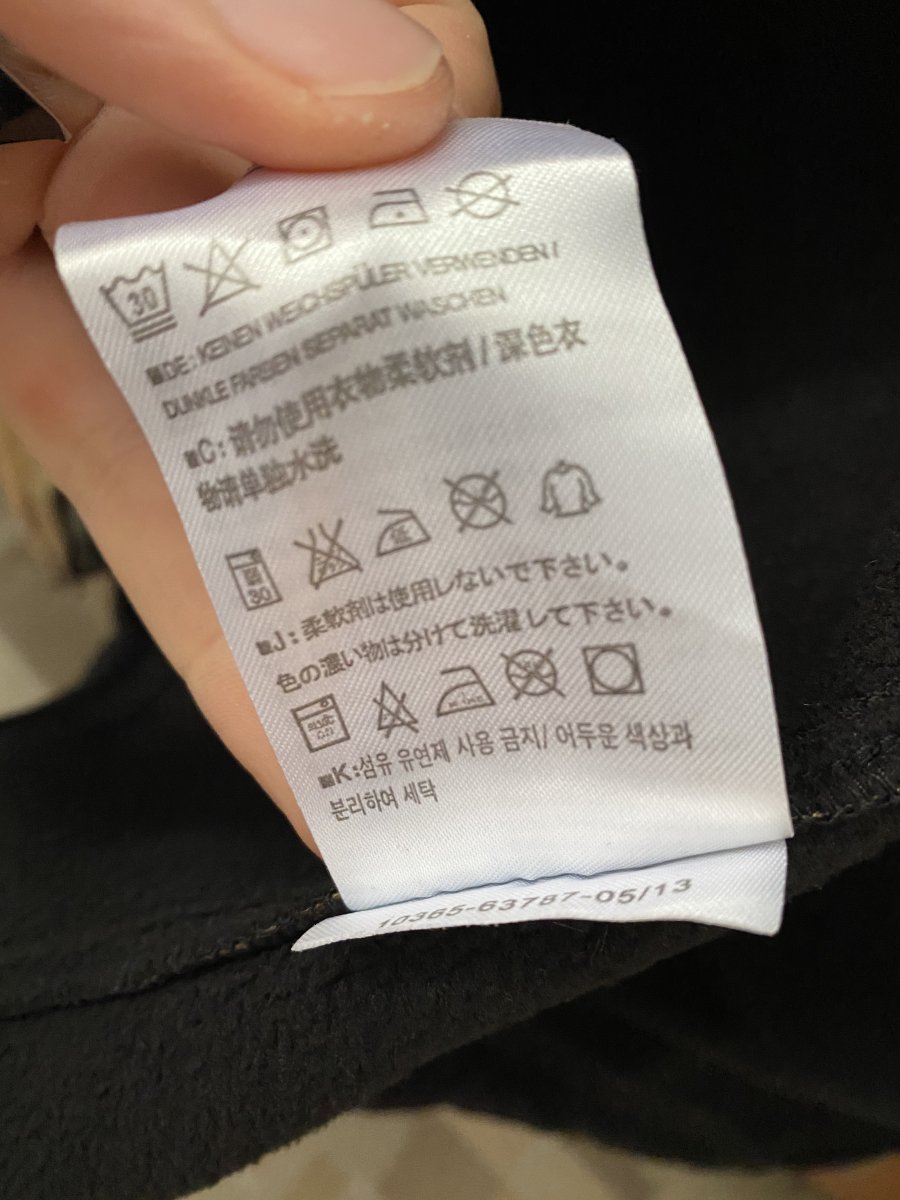 30
■DE: KEINEN WEICHSPÜLER VERWENDEN /
DUNKLE FARBEN SEPARAT WASCHEN
■C: 请勿使用衣物柔软剂 / 深色衣
物请单独水洗
30 低
■J: 柔軟剤は使用しないで下さい。
色の濃い物は分けて洗濯して下さい。
■K:섬유 유연제 사용 금지/ 어두운 색상과
분리하여 세탁
10365-63787-05/13